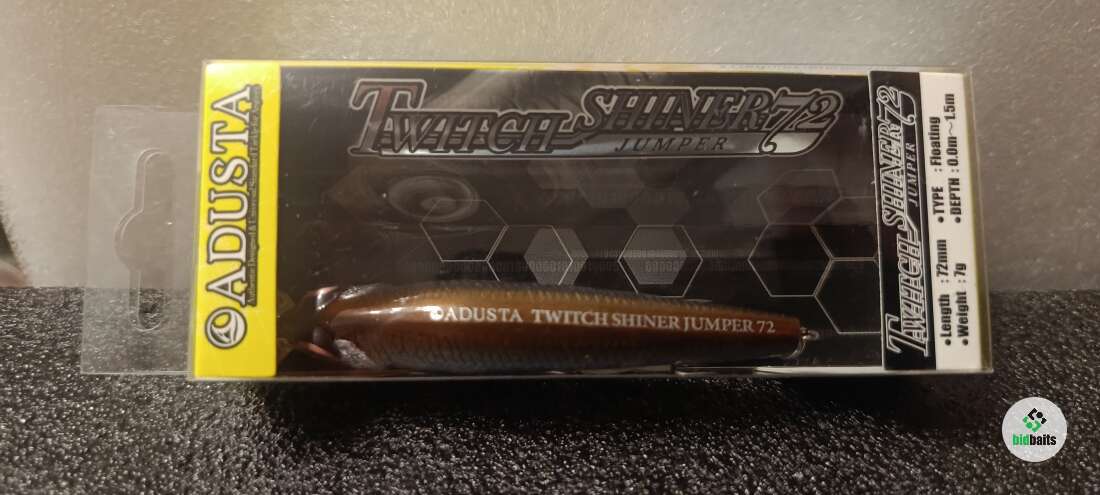 ADUSTA
TWITCH SHINER 72
JUMPER
ADUSTA TWITCH SHINER JUMPER 72
TWITCH SHINER 72
JUMPER
•Length : 72mm
•Weight : 7g
•TYPE : Floating
•DEPTH : 0.0m～1.5m
bidbaits